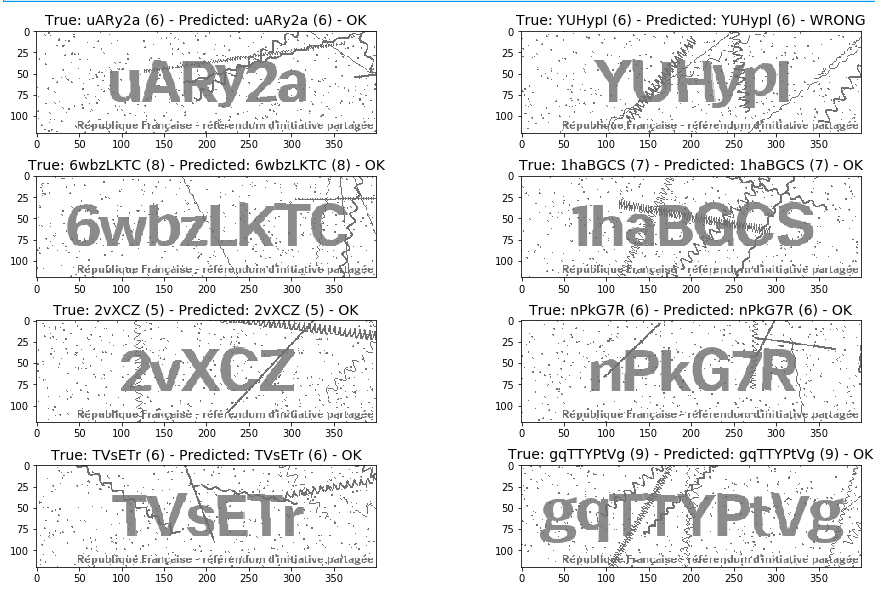 True: uARy2a (6) - Predicted: uARy2a (6) - OK
0
25
50
75
100
uARy2a
République Française - référendum d'initiative partagée
0 50 100 150 200 250 300 350
True: YUHypI (6) - Predicted: YUHypl (6) - WRONG
0
25
50
75
100
YUHypI
République Française - référendum d'initiative partagée
0 50 100 150 200 250 300 350
True: 6wbzLKTC (8) - Predicted: 6wbzLKTC (8) - OK
0
25
50
75
100
6wbzLKTC
République Française - référendum d'initiative partagée
0 50 100 150 200 250 300 350
True: 1haBGCS (7) - Predicted: 1haBGCS (7) - OK
0
25
50
75
100
1haBGCS
République Française - référendum d'initiative partagée
0 50 100 150 200 250 300 350
True: 2vXCZ (5) - Predicted: 2vXCZ (5) - OK
0
25
50
75
100
2vXCZ
République Française - référendum d'initiative partagée
0 50 100 150 200 250 300 350
True: nPkG7R (6) - Predicted: nPkG7R (6) - OK
0
25
50
75
100
nPkG7R
République Française - référendum d'initiative partagée
0 50 100 150 200 250 300 350
True: TVsETr (6) - Predicted: TVsETr (6) - OK
0
25
50
75
100
TVsETr
République Française - référendum d'initiative partagée
0 50 100 150 200 250 300 350
True: gqTTYPtVg (9) - Predicted: gqTTYPtVg (9) - OK
0
25
50
75
100
gqTTYPtVg
République Française - référendum d'initiative partagée
0 50 100 150 200 250 300 350